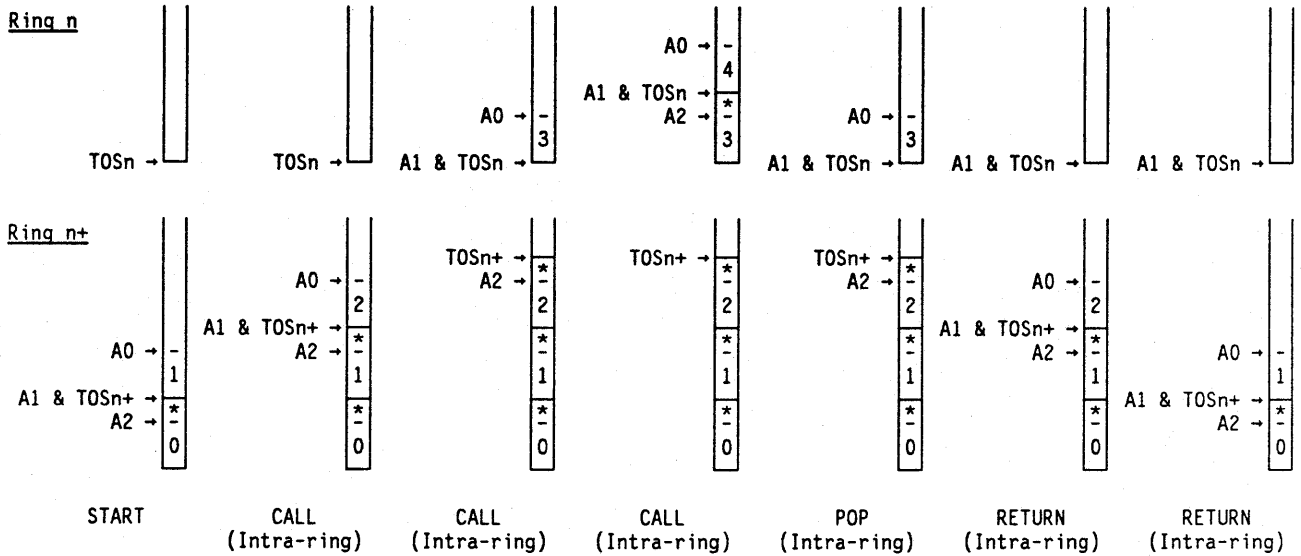 Ring n
A0 → -
4
A1 & TOSn →
*
A0 → - A2 → - A0 → -
3 3 3
TOSn → TOSn → A1 & TOSn → A1 & TOSn → A1 & TOSn → A1 & TOSn →
Ring n+
TOSn+ → TOSn+ → TOSn+ →
* * *
A0 → - A2 → - - A2 → - A0 → -
2 2 2 2 2
A1 & TOSn+ → A1 & TOSn+ →
* * * * *
A0 → - A2 → - - - - A2 → - A0 → -
1 1 1 1 1 1 1
A1 & TOSn+ → A1 & TOSn+ →
* * * * * * *
A2 → - - - - - - A2 → -
0 0 0 0 0 0 0
START CALL CALL CALL POP RETURN RETURN
(Intra-ring) (Intra-ring) (Intra-ring) (Intra-ring) (Intra-ring) (Intra-ring)